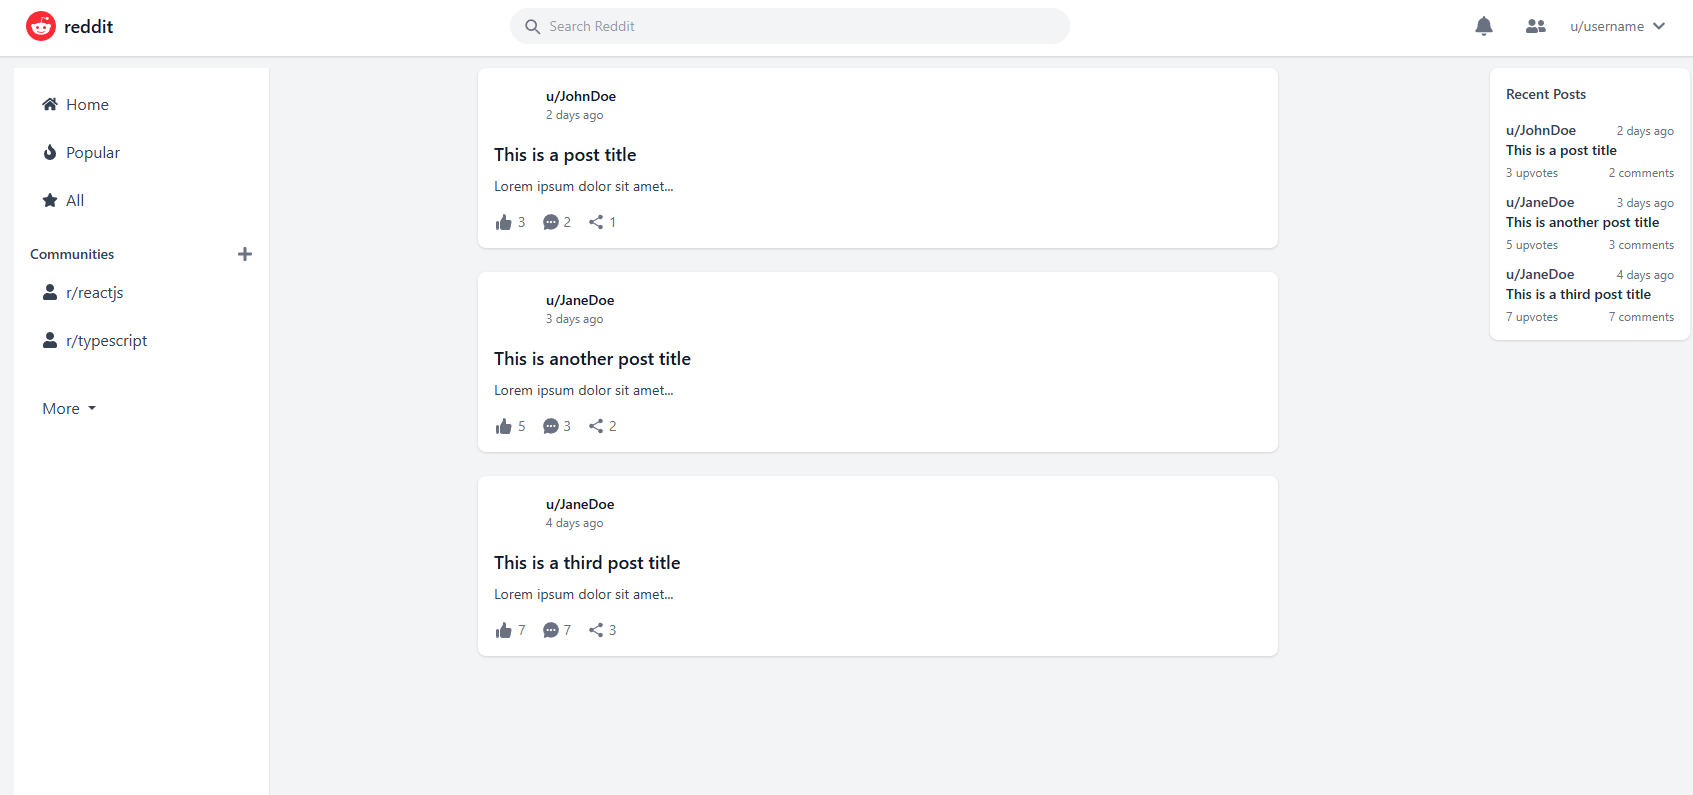 reddit
Search Reddit
u/username
Home
Popular
All
Communities
r/reactjs
r/typescript
More
u/JohnDoe
2 days ago
This is a post title
Lorem ipsum dolor sit amet...
3 2 1
u/JaneDoe
3 days ago
This is another post title
Lorem ipsum dolor sit amet...
5 3 2
u/JaneDoe
4 days ago
This is a third post title
Lorem ipsum dolor sit amet...
7 7 3
Recent Posts
u/JohnDoe 2 days ago
This is a post title
3 upvotes 2 comments
u/JaneDoe 3 days ago
This is another post title
5 upvotes 3 comments
u/JaneDoe 4 days ago
This is a third post title
7 upvotes 7 comments